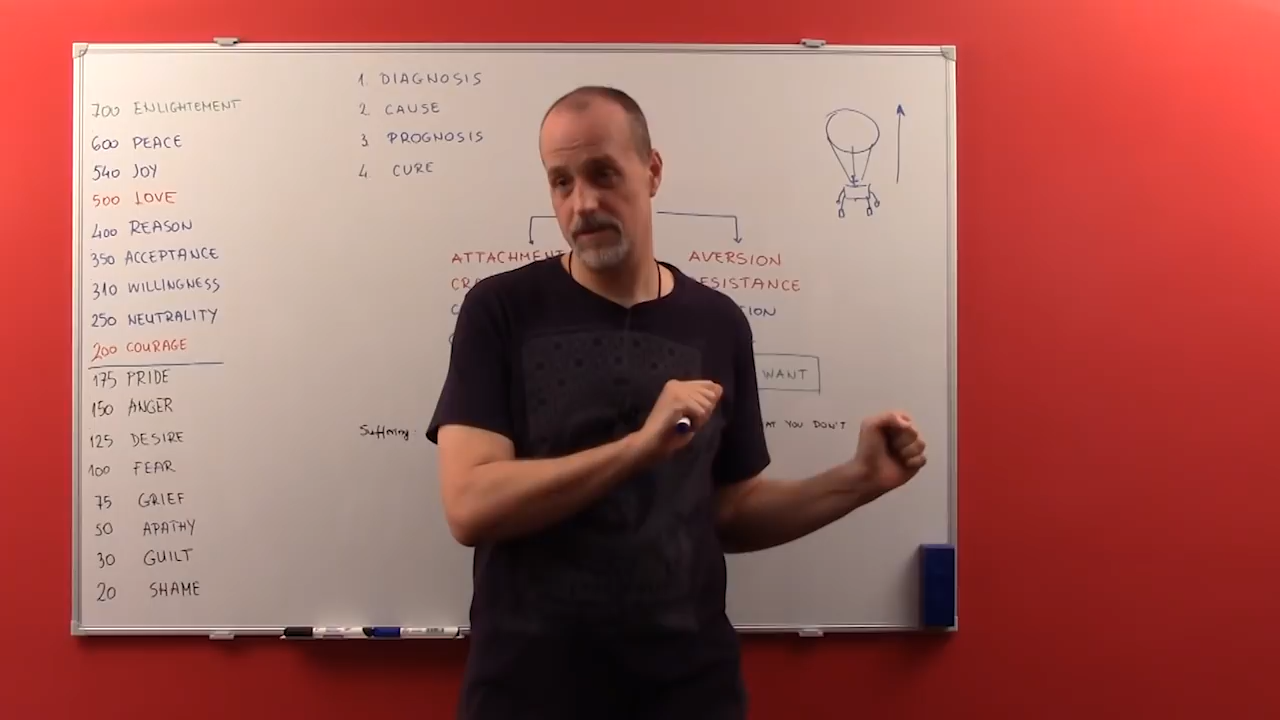 700 ENLIGHTEMENT
600 PEACE
540 JOY
500 LOVE
400 REASON
350 ACCEPTANCE
310 WILLINGNESS
250 NEUTRALITY
200 COURAGE
175 PRIDE
150 ANGER
125 DESIRE
100 FEAR
75 GRIEF
50 APATHY
30 GUILT
20 SHAME
1. DIAGNOSIS
2. CAUSE
3. PROGNOSIS
4. CURE
ATTACHMENT
AVERSION
WANT
Suffering:
YOU DON'T